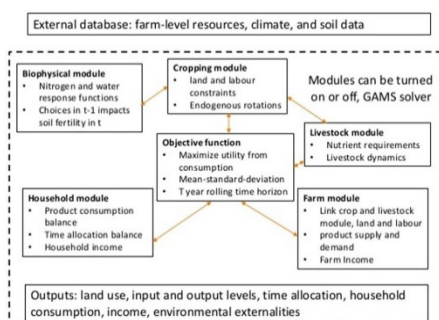 External database: farm-level resources, climate, and soil data
Biophysical module
• Nitrogen and water
response functions
• Choices in t-1 impacts
soil fertility in t
Cropping module
• land and labour
constraints
• Endogenous rotations
Modules can be turned
on or off, GAMS solver
Objective function
• Maximize utility from
consumption
• Mean-standard-deviation
• T year rolling time horizon
Livestock module
• Nutrient requirements
• Livestock dynamics
Household module
• Product consumption
balance
• Time allocation balance
• Household income
Farm module
• Link crop and livestock
module, land and labour
• product supply and
demand
• Farm Income
Outputs: land use, input and output levels, time allocation, household
consumption, income, environmental externalities